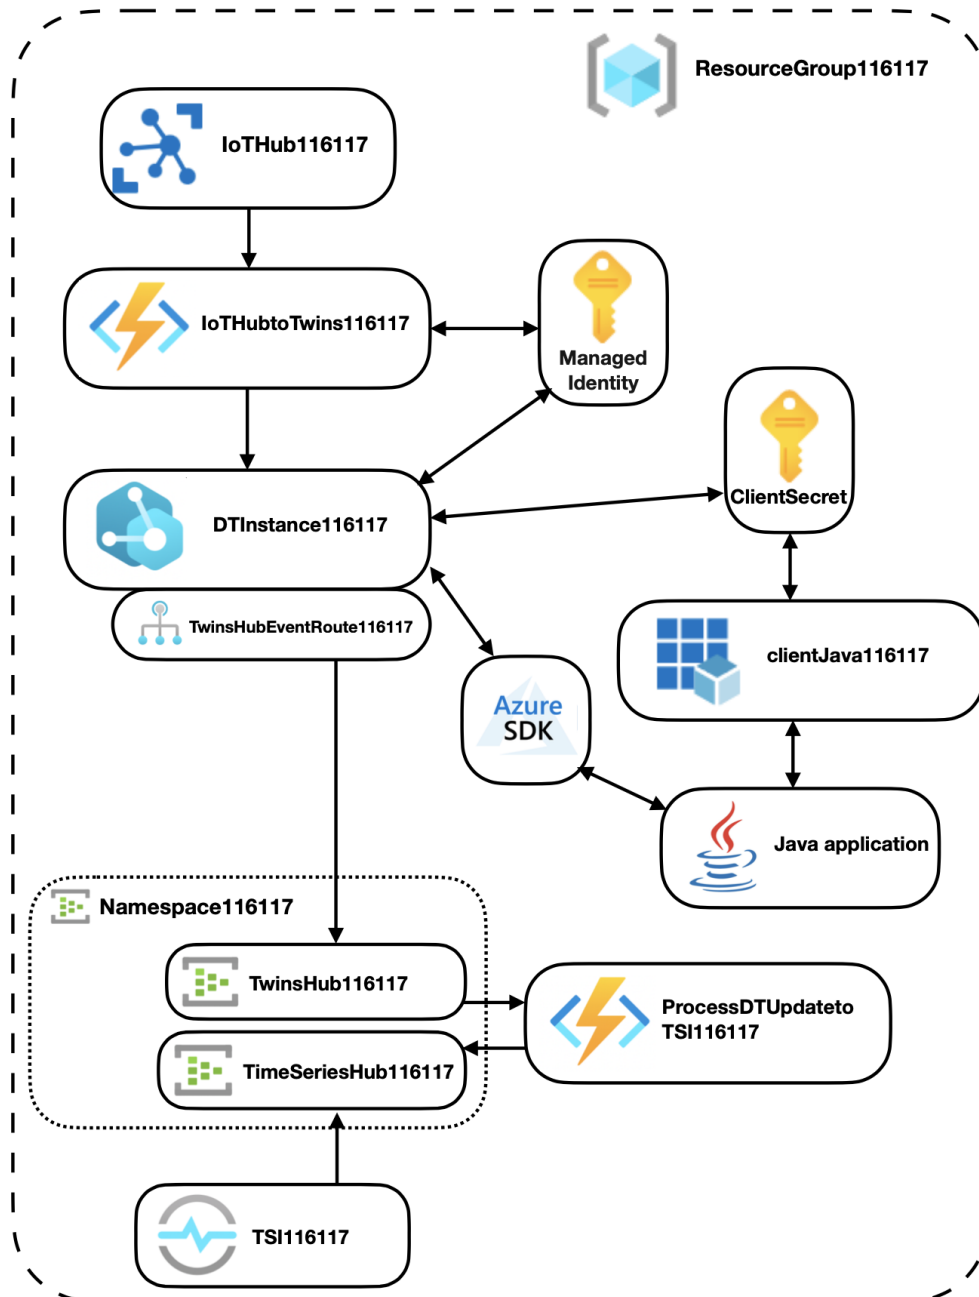 ResourceGroup116117
IoTHub116117
IoTHubtoTwins116117
Managed
Identity
ClientSecret
DTInstance116117
TwinsHubEventRoute116117
clientJava116117
Azure
SDK
Java application
Namespace116117
TwinsHub116117
ProcessDTUpdateto
TSI116117
TimeSeriesHub116117
TSI116117